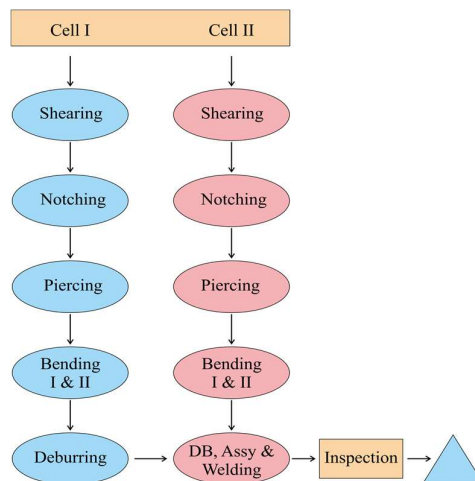 Cell I
Cell II
Shearing
Shearing
Notching
Notching
Piercing
Piercing
Bending
I & II
Bending
I & II
Deburring
DB, Assy &
Welding
Inspection